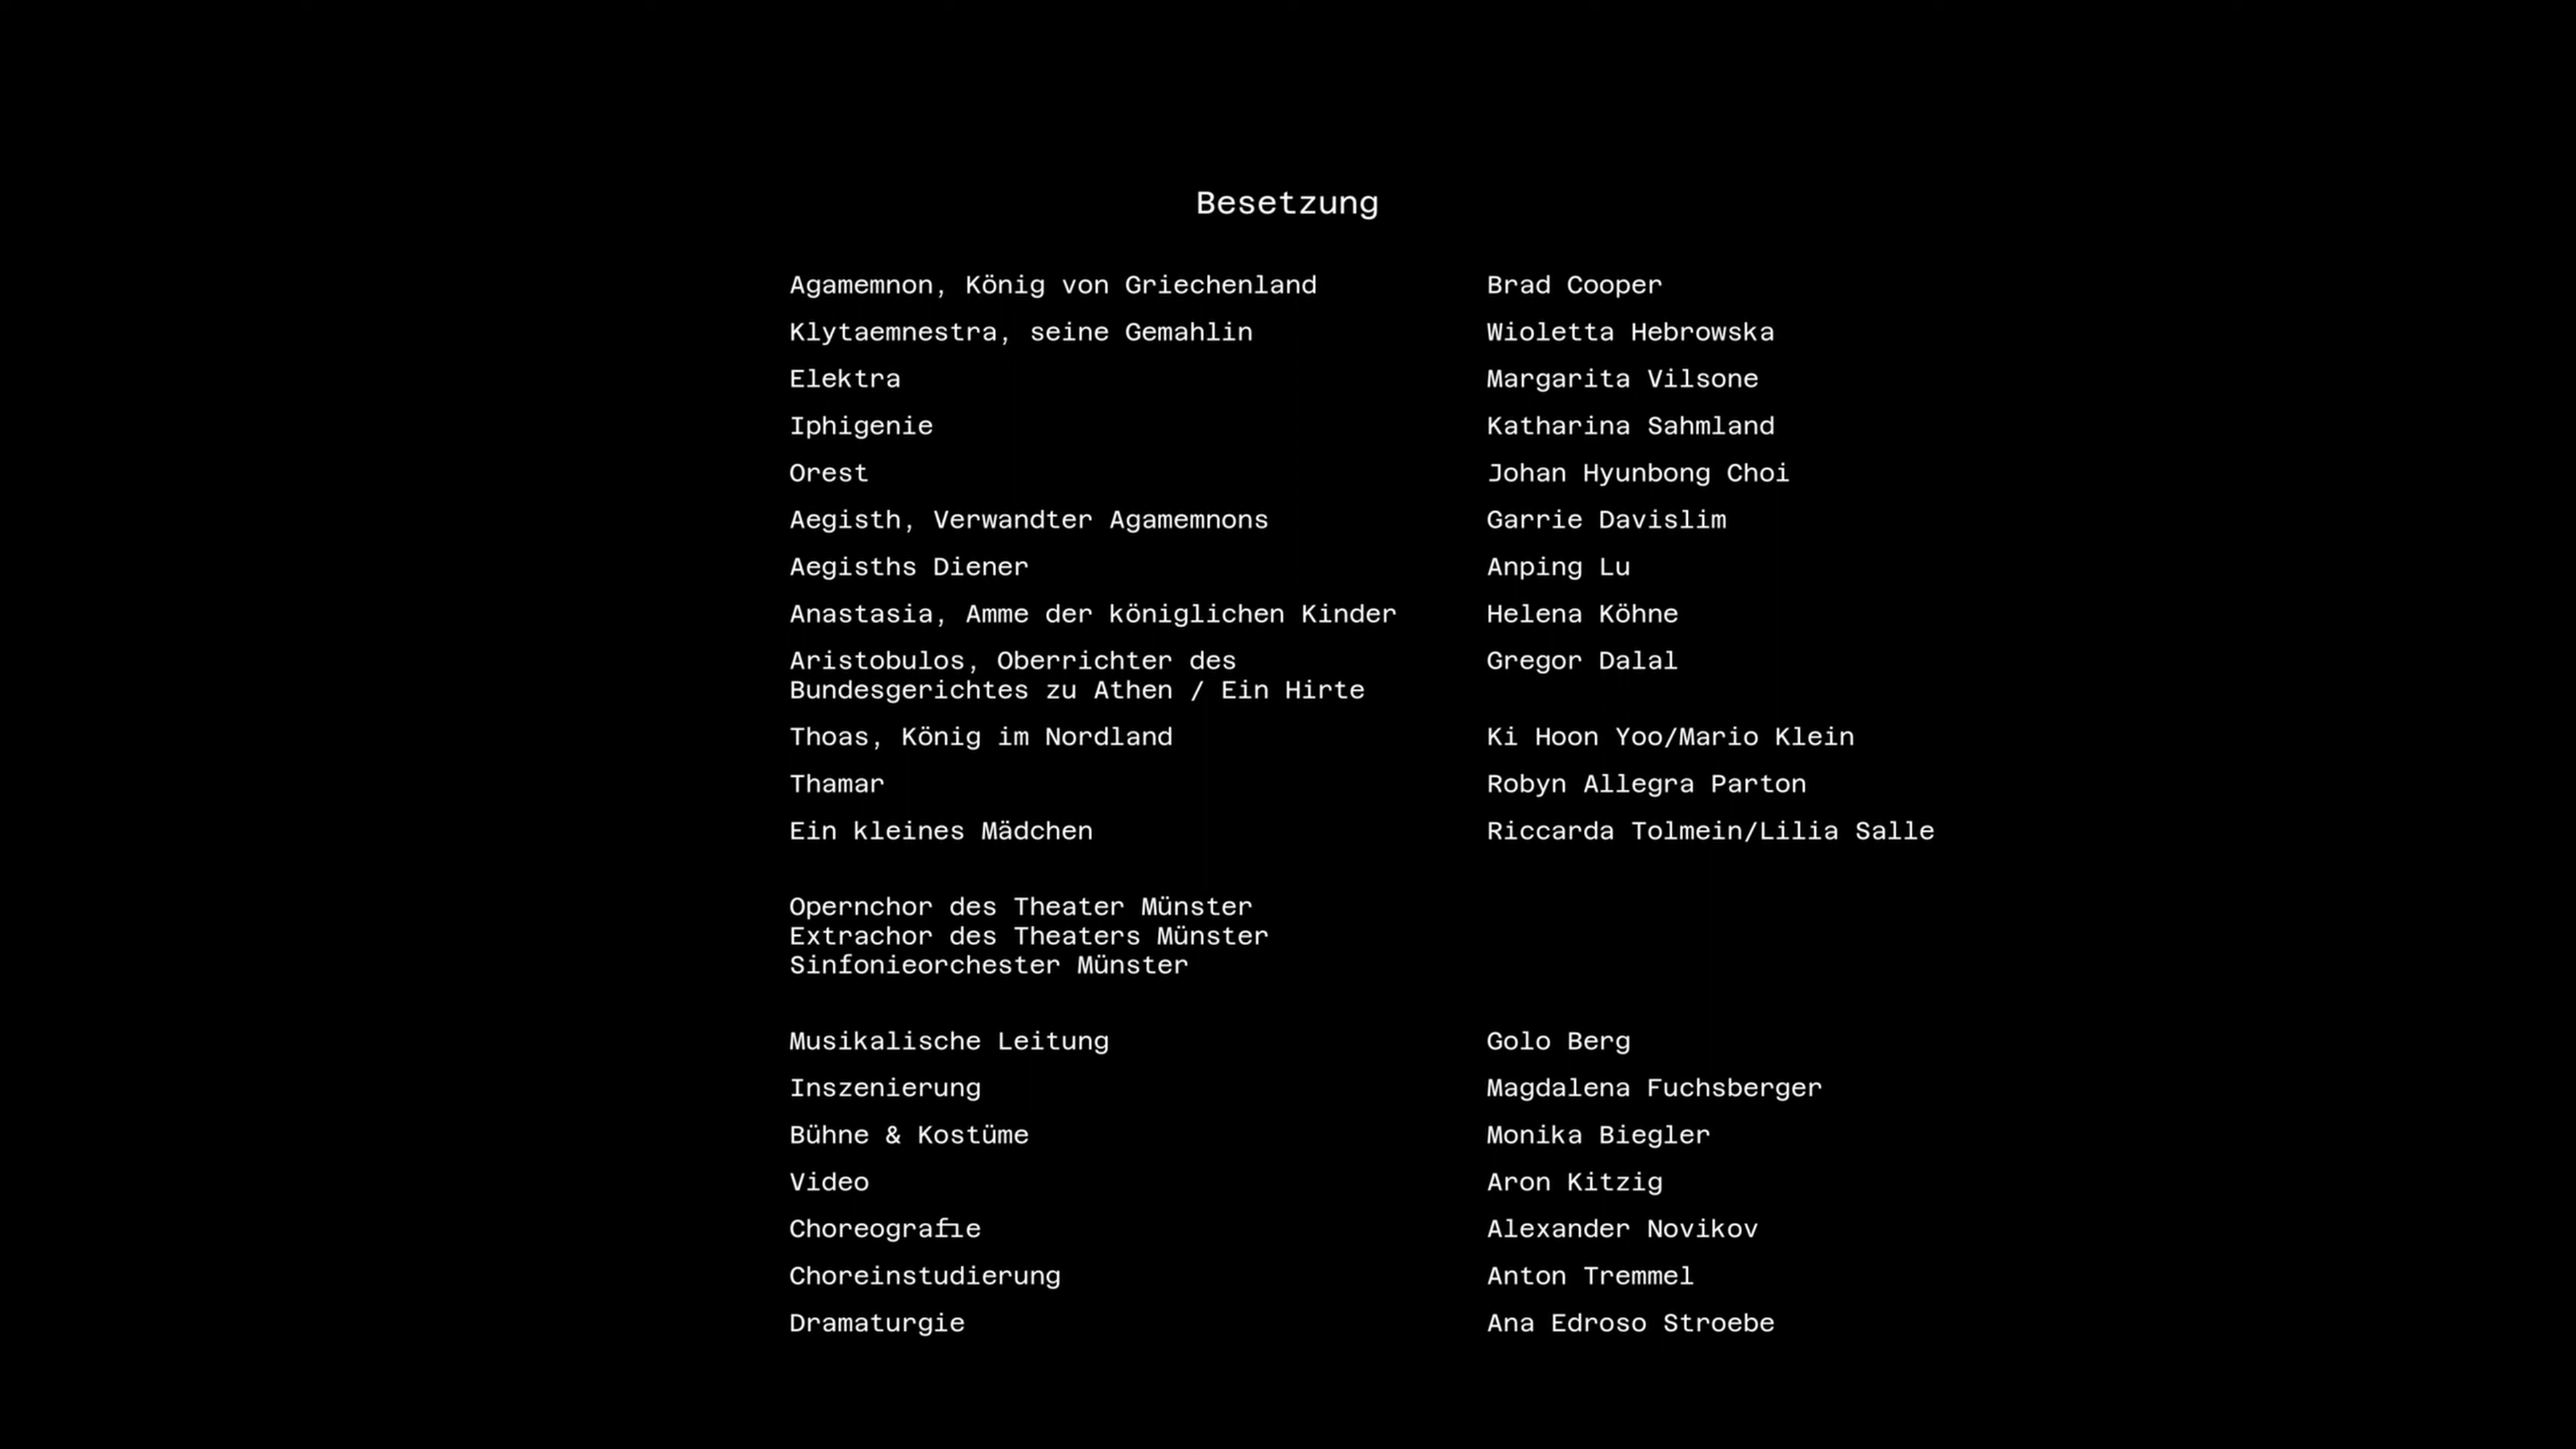 Besetzung
Agamemnon, König von Griechenland Brad Cooper
Klytaemnestra, seine Gemahlin Wioletta Hebrowska
Elektra Margarita Vilsone
Iphigenie Katharina Sahmland
Orest Johan Hyunbong Choi
Aegisth, Verwandter Agamemnons Garrie Davislim
Aegisths Diener Anping Lu
Anastasia, Amme der königlichen Kinder Helena Köhne
Aristobulos, Oberrichter des Gregor Dalal
Bundesgerichtes zu Athen / Ein Hirte
Thoas, König im Nordland Ki Hoon Yoo/Mario Klein
Thamar Robyn Allegra Parton
Ein kleines Mädchen Riccarda Tolmein/Lilia Salle
Opernchor des Theater Münster
Extrachor des Theaters Münster
Sinfonieorchester Münster
Musikalische Leitung Golo Berg
Inszenierung Magdalena Fuchsberger
Bühne & Kostüme Monika Biegler
Video Aron Kitzig
Choreografie Alexander Novikov
Choreinstudierung Anton Tremmel
Dramaturgie Ana Edroso Stroebe